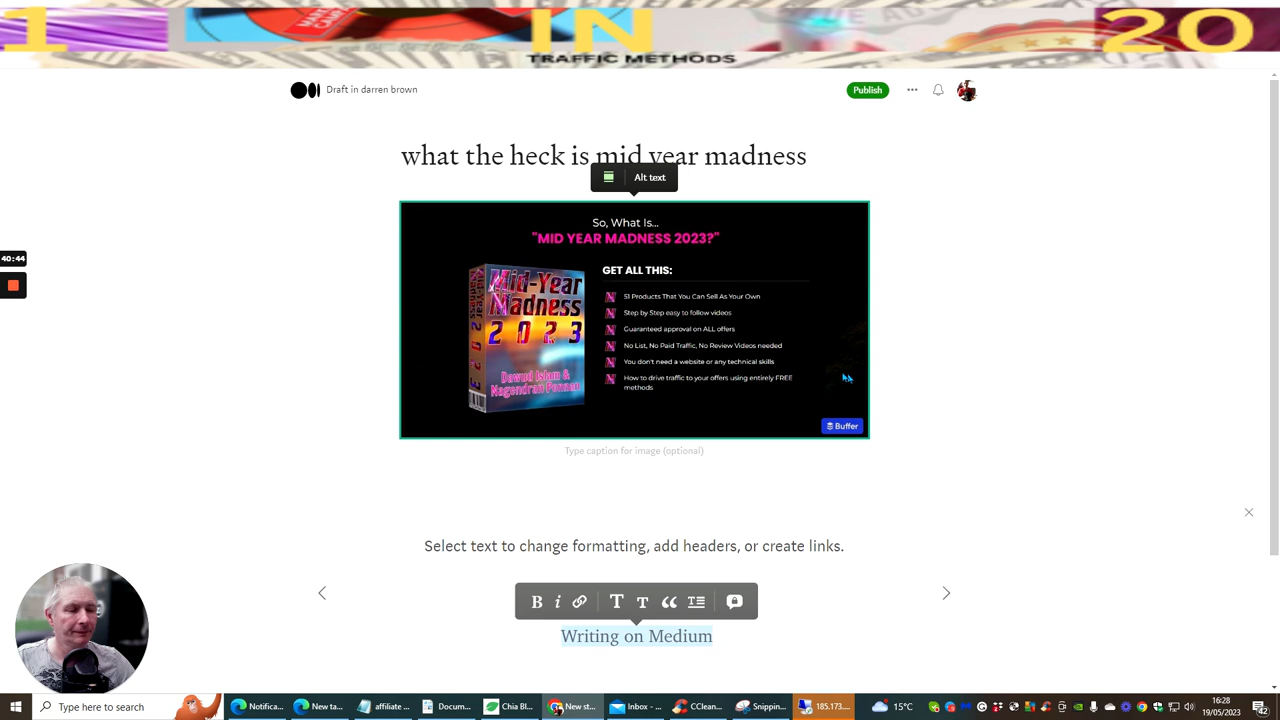 1 IN 20
TRAFFIC METHODS
Draft in darren brown
Publish
what the heck is mid year madness
Alt text
So, What Is...
"MID YEAR MADNESS 2023?"
GET ALL THIS:
51 Products That You Can Sell As Your Own
Step by Step easy to follow videos
Guaranteed approval on ALL offers
No List, No Paid Traffic, No Review Videos needed
You don't need a website or any technical skills
How to drive traffic to your offers using entirely FREE
methods
Mid-Year
Madness
2023
Dawud Islam &
Nagendran Ponnan
Buffer
Type caption for image (optional)
40:44
Select text to change formatting, add headers, or create links.
B i T T
Writing on Medium
Type here to search
Notifica...
New ta...
affiliate ...
Docum...
Chia Bl...
New st...
Inbox - ...
CClean...
Snippin...
185.173....
15°C
16:28
19/05/2023